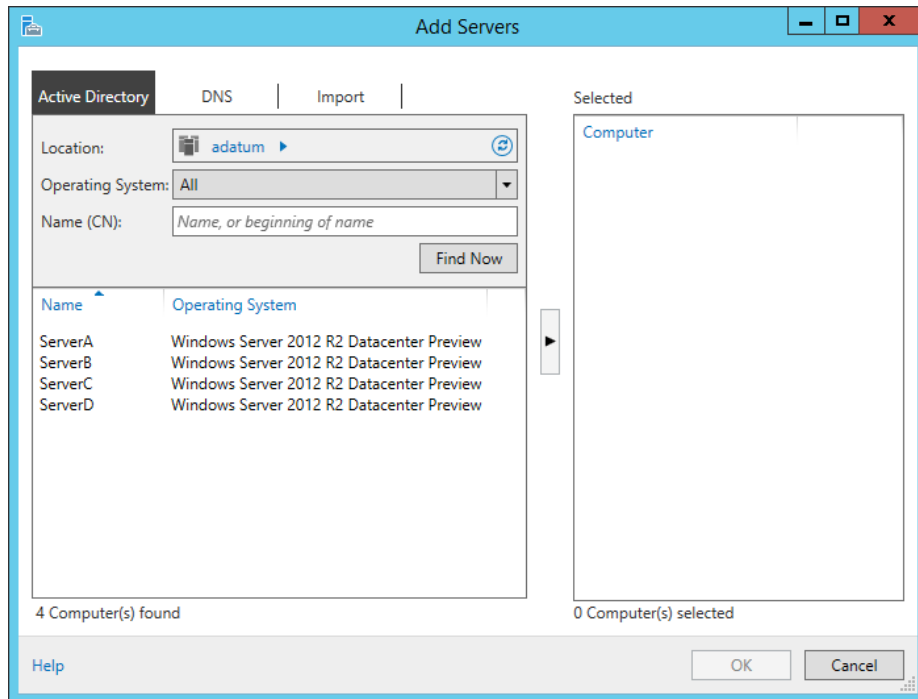 Add Servers
Active Directory DNS Import
Selected
Location: adatum
Operating System: All
Name (CN): Name, or beginning of name
Find Now
Computer
Name Operating System
ServerA Windows Server 2012 R2 Datacenter Preview
ServerB Windows Server 2012 R2 Datacenter Preview
ServerC Windows Server 2012 R2 Datacenter Preview
ServerD Windows Server 2012 R2 Datacenter Preview
4 Computer(s) found
0 Computer(s) selected
Help
OK Cancel